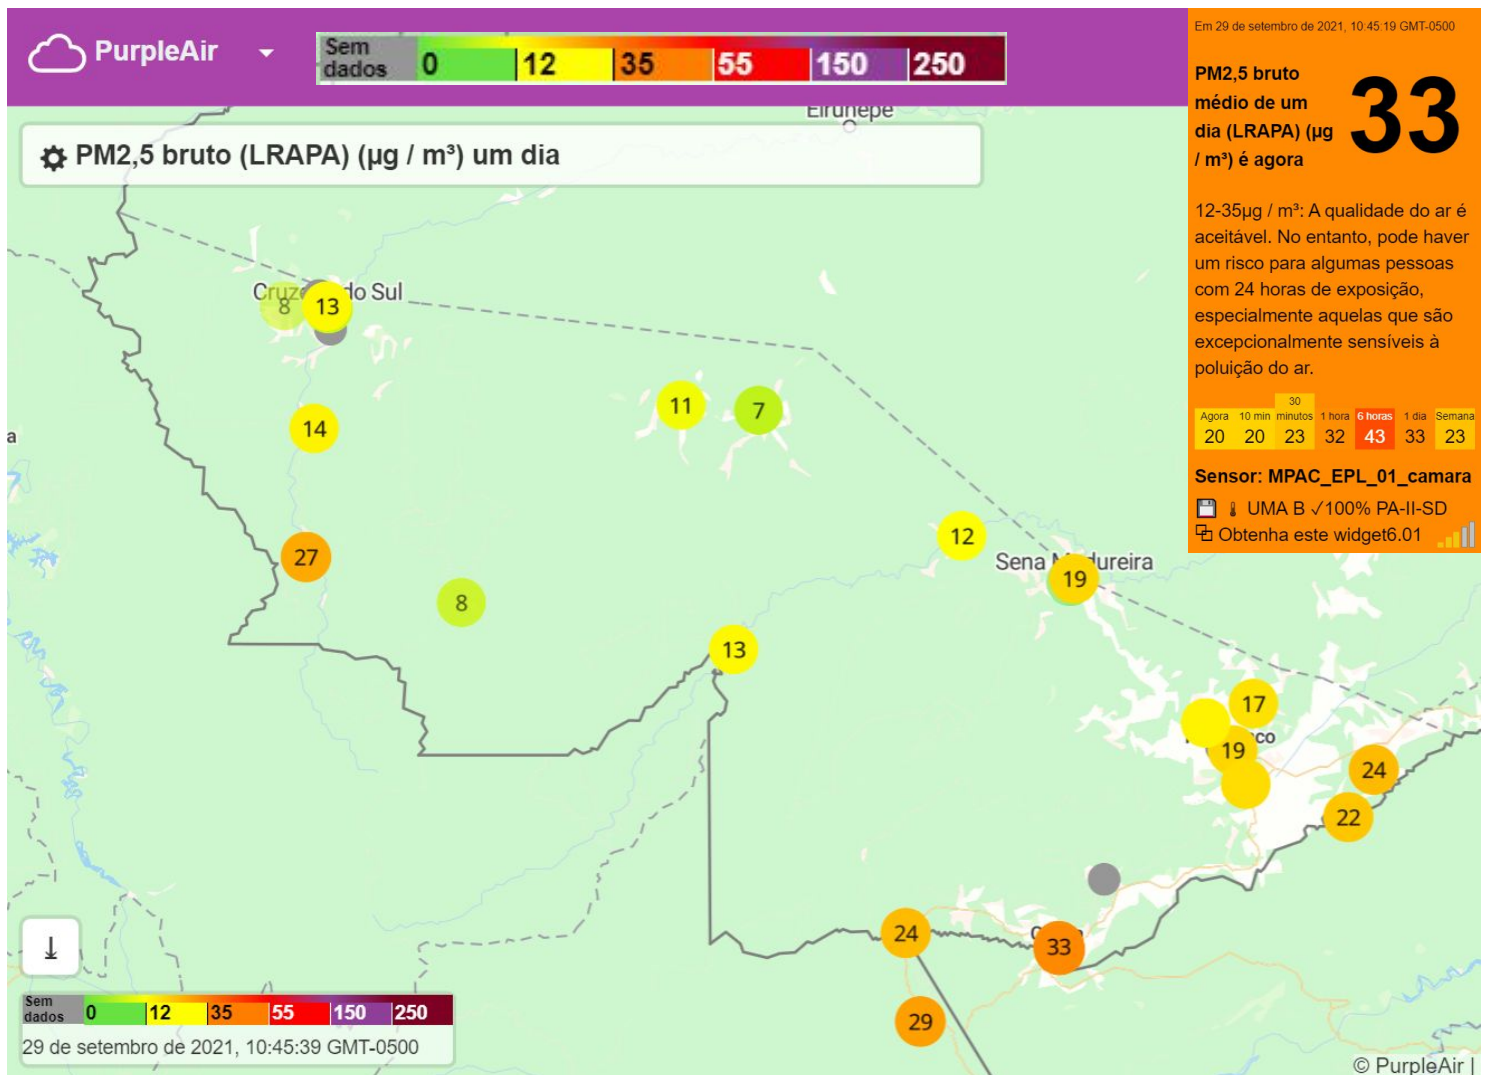 PurpleAir
Sem dados 0 12 35 55 150 250
Eirunepé
PM2,5 bruto (LRAPA) (µg / m³) um dia
Em 29 de setembro de 2021, 10:45:19 GMT-0500
PM2,5 bruto
médio de um
dia (LRAPA) (µg
/ m³) é agora
33
12-35µg / m³: A qualidade do ar é
aceitável. No entanto, pode haver
um risco para algumas pessoas
com 24 horas de exposição,
especialmente aquelas que são
excepcionalmente sensíveis à
poluição do ar.
Agora 10 min 30 minutos 1 hora 6 horas 1 dia Semana
20 20 23 32 43 33 23
Sensor: MPAC_EPL_01_camara
UMA B ✓100% PA-II-SD
Obtenha este widget6.01
do Sul
8 13
11
7
14
a
12
27
Sena
19
8
13
17
19
24
22
24
33
29
Sem dados 0 12 35 55 150 250
29 de setembro de 2021, 10:45:39 GMT-0500
© PurpleAir |